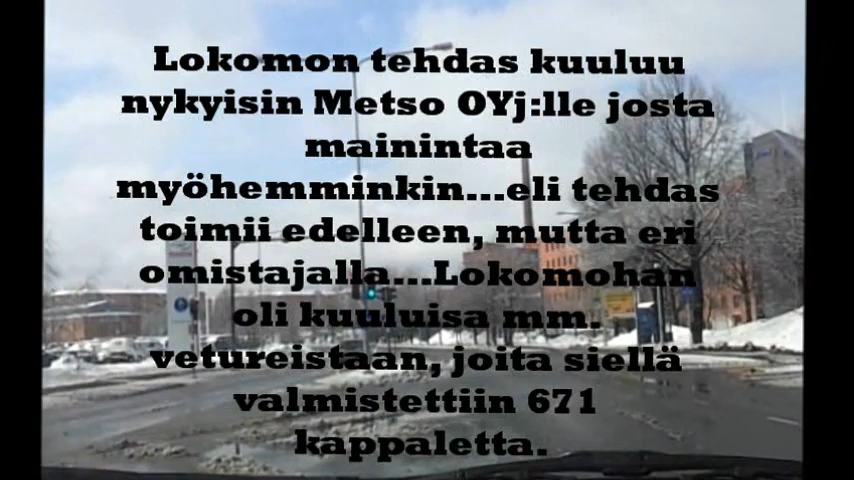 Lokomon tehdas kuuluu
nykyisin Metso OYj:lle josta
mainintaa
myöhemminkin...eli tehdas
toimii edelleen, mutta eri
omistajalla...Lokomohan
oli kuuluisa mm.
vetureistaan, joita siellä
valmistettiin 671
kappaletta.